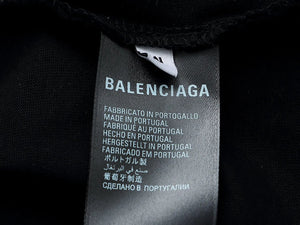 BALENCIAGA
FABBRICATO IN PORTOGALLO
MADE IN PORTUGAL
FABRIQUÉ AU PORTUGAL
HECHO EN PORTUGAL
HERGESTELLT IN PORTUGAL
FABRICADO EM PORTUGAL
ポルトガル製
صنع في البرتغال
葡萄牙制造
СДЕЛАНО В ПОРТУГАЛИИ